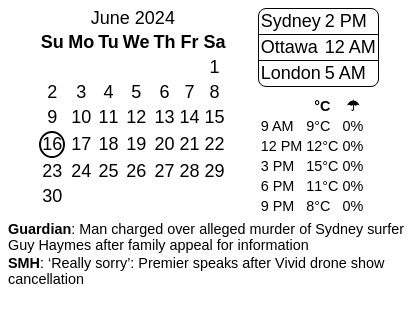 June 2024
Su Mo Tu We Th Fr Sa
1
2 3 4 5 6 7 8
9 10 11 12 13 14 15
16 17 18 19 20 21 22
23 24 25 26 27 28 29
30
Sydney 2 PM
Ottawa 12 AM
London 5 AM
°C ☂
9 AM 9°C 0%
12 PM 12°C 0%
3 PM 15°C 0%
6 PM 11°C 0%
9 PM 8°C 0%
Guardian: Man charged over alleged murder of Sydney surfer
Guy Haymes after family appeal for information
SMH: ‘Really sorry’: Premier speaks after Vivid drone show
cancellation